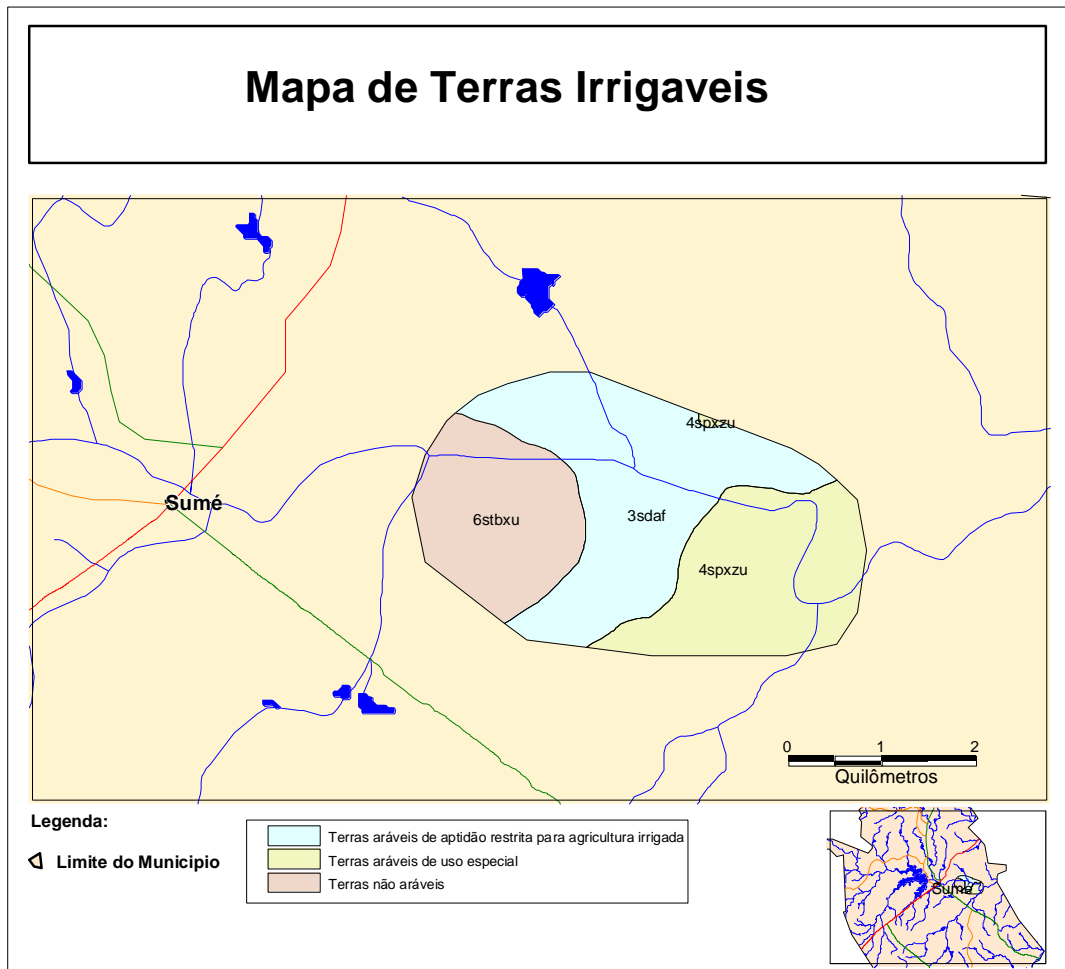 Mapa de Terras Irrigaveis
4spxzu
Sumé
6stbxu
3sdaf
4spxzu
0 1 2
Quilômetros
Legenda:
Limite do Municipio
Terras aráveis de aptidão restrita para agricultura irrigada
Terras aráveis de uso especial
Terras não aráveis
Sumé